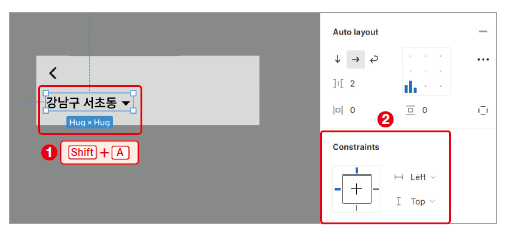 강남구 서초동
Hug × Hug
1 Shift + A
Auto layout
2
0 0
2
Constraints
Left
Top